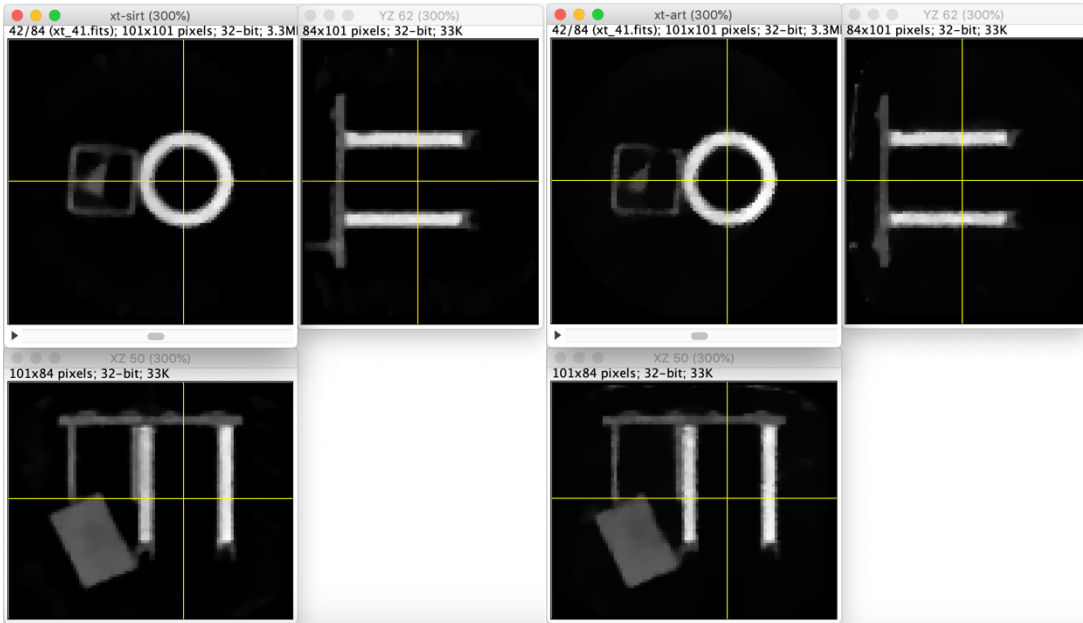 xt-sirt (300%)
42/84 (xt_41.fits); 101x101 pixels; 32-bit; 3.3M
YZ 62 (300%)
84x101 pixels; 32-bit; 33K
xt-art (300%)
42/84 (xt_41.fits); 101x101 pixels; 32-bit; 3.3M
YZ 62 (300%)
84x101 pixels; 32-bit; 33K
XZ 50 (300%)
101x84 pixels; 32-bit; 33K
XZ 50 (300%)
101x84 pixels; 32-bit; 33K